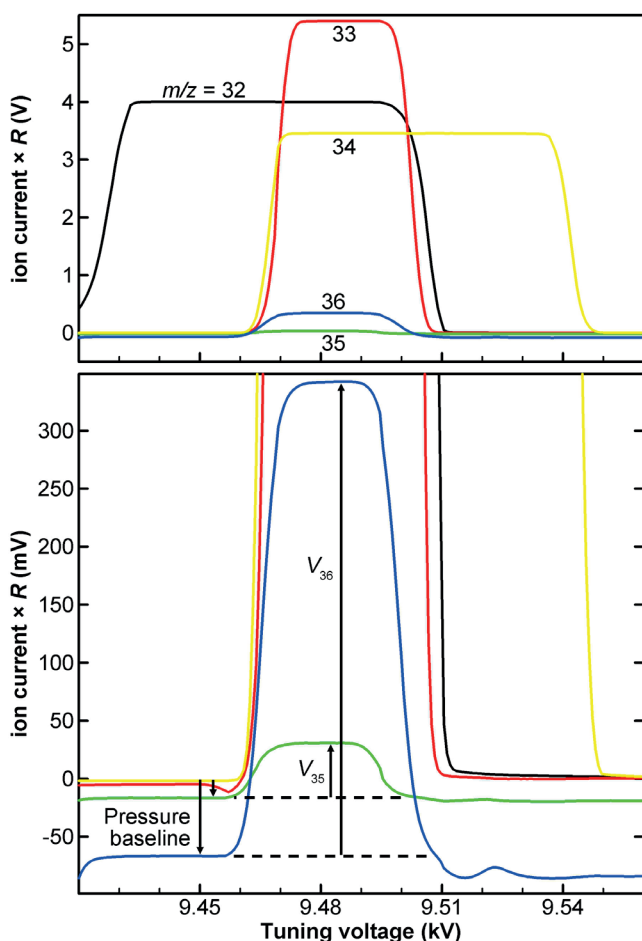 ion current × R (V)
5
4
3
2
1
0
33
m/z = 32
34
36
35
ion current × R (mV)
300
250
200
150
100
50
0
-50
V36
V35
Pressure
baseline
9.45
9.48
9.51
9.54
Tuning voltage (kV)